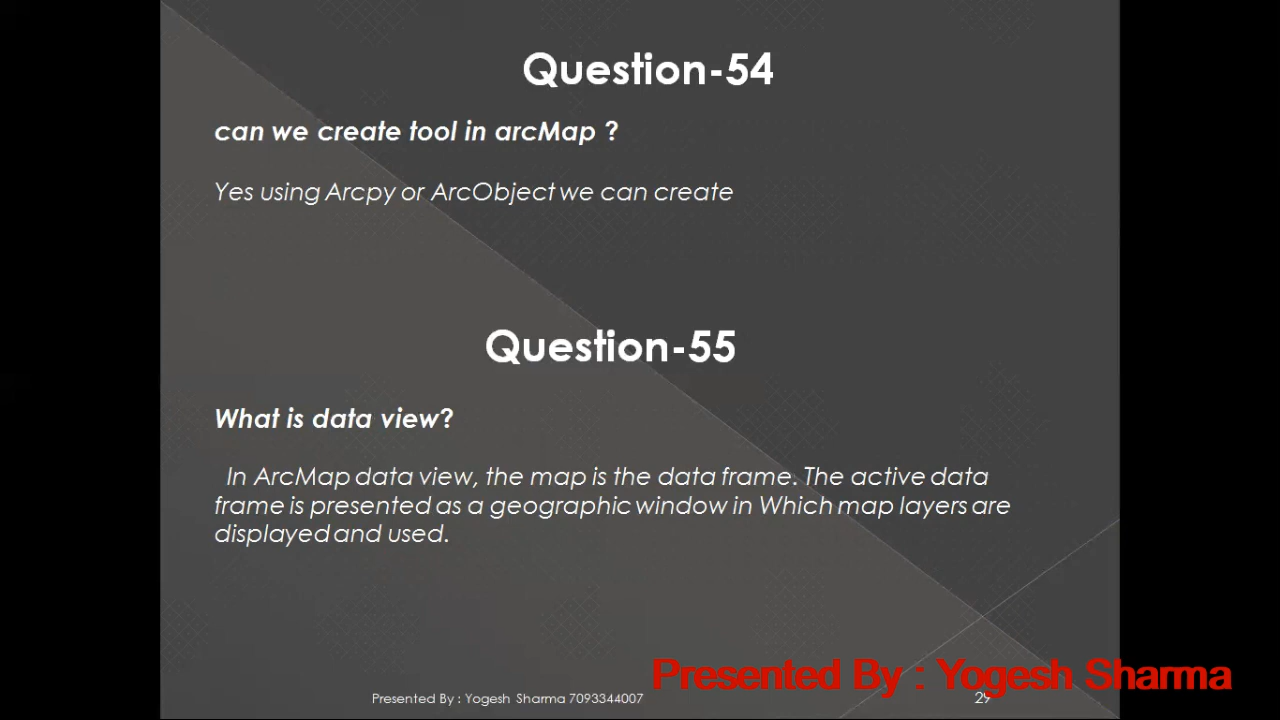 Question-54
can we create tool in arcMap ?
Yes using Arcpy or ArcObject we can create
Question-55
What is data view?
In ArcMap data view, the map is the data frame. The active data
frame is presented as a geographic window in Which map layers are
displayed and used.
Presented By : Yogesh Sharma
Presented By : Yogesh Sharma 7093344007
29